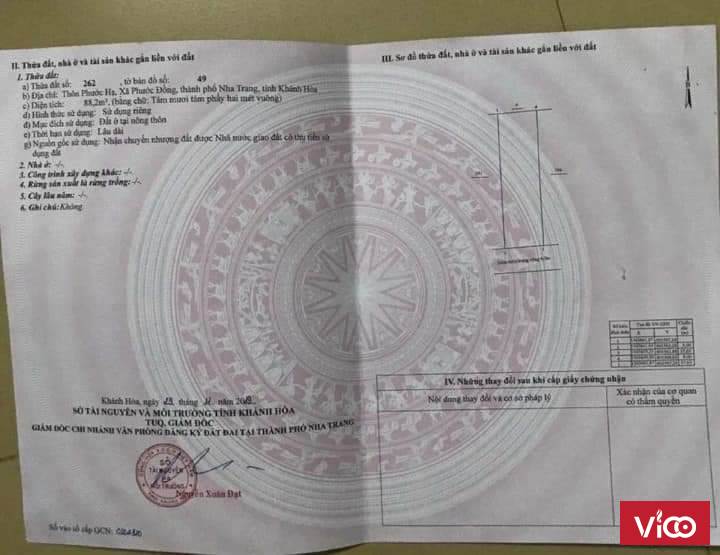 II. Thửa đất, nhà ở và tài sản khác gắn liền với đất
1. Thửa đất:
a) Thửa đất số: 262 , tờ bản đồ số: 49
b) Địa chỉ: Thôn Phước Hạ, Xã Phước Đồng, thành phố Nha Trang, tỉnh Khánh Hòa
c) Diện tích: 88,2m², (bằng chữ: Tám mươi tám phẩy hai mét vuông)
d) Hình thức sử dụng: Sử dụng riêng
đ) Mục đích sử dụng: Đất ở tại nông thôn
e) Thời hạn sử dụng: Lâu dài
g) Nguồn gốc sử dụng: Nhận chuyển nhượng đất được Nhà nước giao đất có thu tiền sử
dụng đất
2. Nhà ở: -/-.
3. Công trình xây dựng khác: -/-.
4. Rừng sản xuất là rừng trồng: -/-.
5. Cây lâu năm: -/-.
6. Ghi chú: Không.
Khánh Hòa, ngày tháng năm
SỞ TÀI NGUYÊN VÀ MÔI TRƯỜNG TỈNH KHÁNH HÒA
TUQ. GIÁM ĐỐC
GIÁM ĐỐC CHI NHÁNH VĂN PHÒNG ĐĂNG KÝ ĐẤT ĐAI TẠI THÀNH PHỐ NHA TRANG
SỞ
TÀI NGUYÊN
VÀ
MÔI TRƯỜNG
Nguyễn Xuân Đạt
Số vào sổ cấp GCN:
III. Sơ đồ thửa đất, nhà ở và tài sản khác gắn liền với đất
IV. Những thay đổi sau khi cấp giấy chứng nhận
Nội dung thay đổi và cơ sở pháp lý
Xác nhận của cơ quan
có thẩm quyền
ViCO